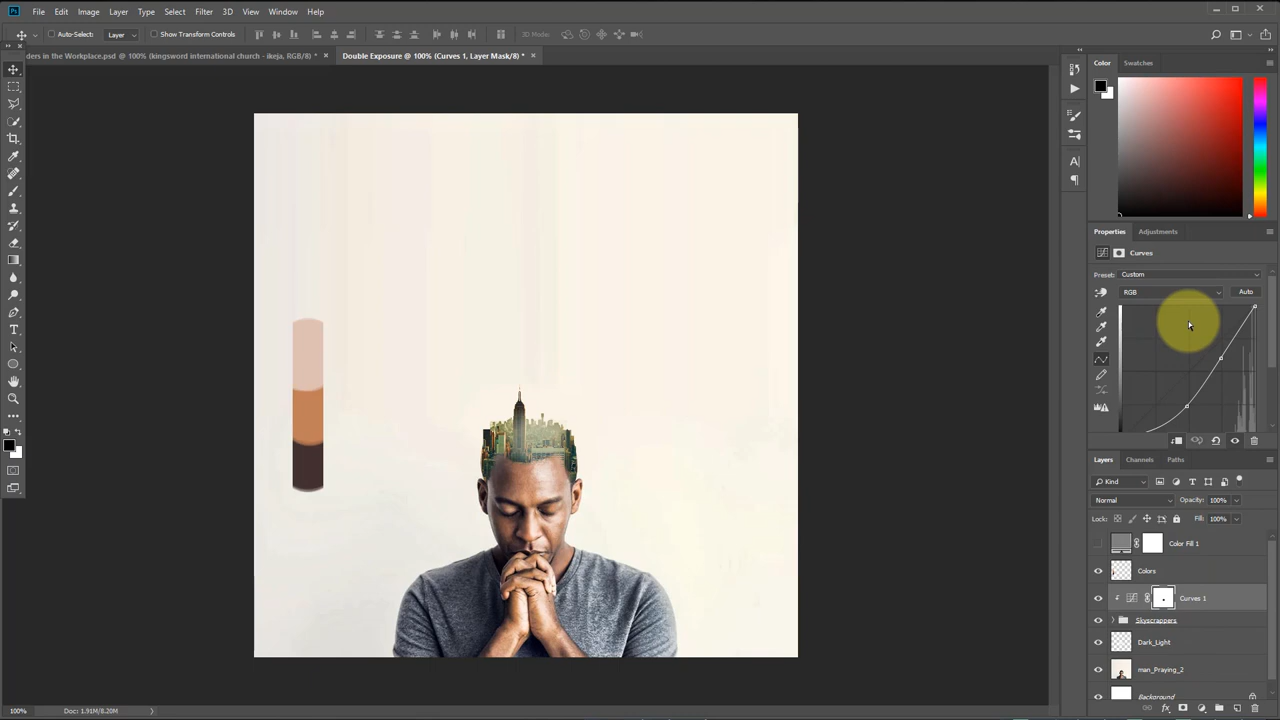 Ps File Edit Image Layer Type Select Filter 3D View Window Help
Auto-Select: Layer Show Transform Controls 3D Mode:
ders in the Workplace.psd @ 100% (kingsword international church - ikeja, RGB/8) * × Double Exposure @ 100% (Curves 1, Layer Mask/8) * ×
Color Swatches
Properties Adjustments
Curves
Preset: Custom
RGB Auto
Layers Channels Paths
Kind
Normal Opacity: 100%
Lock: Fill: 100%
Color Fill 1
Colors
Curves 1
Skyscrappers
Dark_Light
man_Praying_2
Background
100% Doc: 1.91M/8.20M